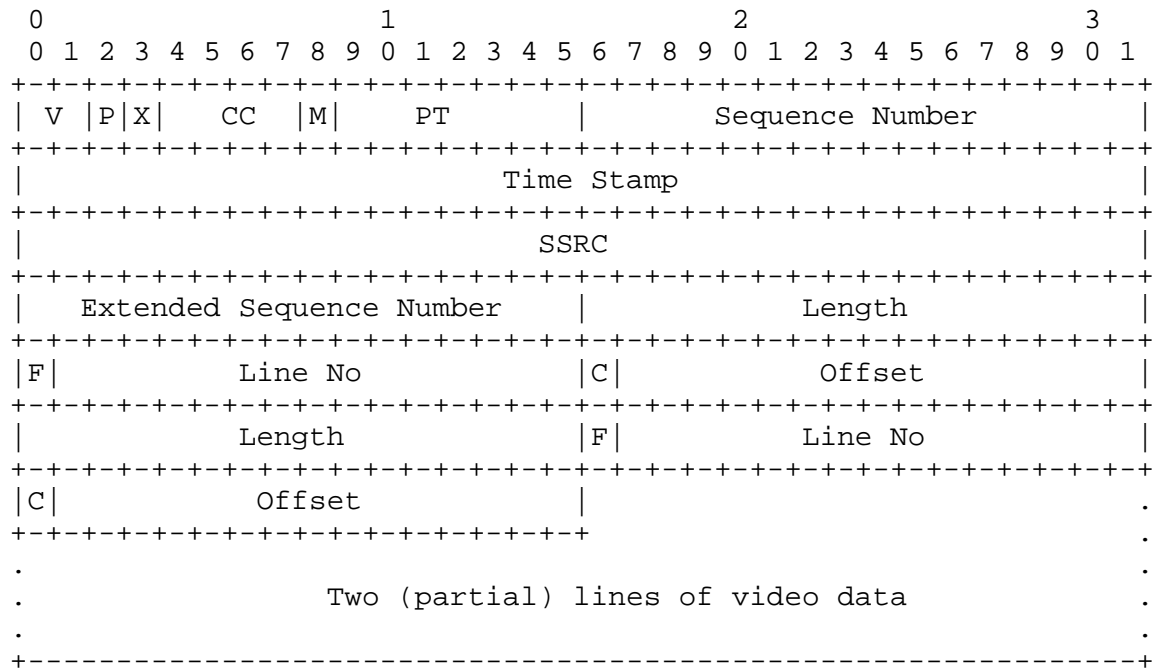 0                   1                   2                   3
 0 1 2 3 4 5 6 7 8 9 0 1 2 3 4 5 6 7 8 9 0 1 2 3 4 5 6 7 8 9 0 1
+-+-+-+-+-+-+-+-+-+-+-+-+-+-+-+-+-+-+-+-+-+-+-+-+-+-+-+-+-+-+-+-+
| V |P|X|   CC  |M|    PT       |       Sequence Number         |
+-+-+-+-+-+-+-+-+-+-+-+-+-+-+-+-+-+-+-+-+-+-+-+-+-+-+-+-+-+-+-+-+
|                           Time Stamp                          |
+-+-+-+-+-+-+-+-+-+-+-+-+-+-+-+-+-+-+-+-+-+-+-+-+-+-+-+-+-+-+-+-+
|                             SSRC                              |
+-+-+-+-+-+-+-+-+-+-+-+-+-+-+-+-+-+-+-+-+-+-+-+-+-+-+-+-+-+-+-+-+
|   Extended Sequence Number    |            Length             |
+-+-+-+-+-+-+-+-+-+-+-+-+-+-+-+-+-+-+-+-+-+-+-+-+-+-+-+-+-+-+-+-+
|F|          Line No            |C|           Offset            |
+-+-+-+-+-+-+-+-+-+-+-+-+-+-+-+-+-+-+-+-+-+-+-+-+-+-+-+-+-+-+-+-+
|            Length             |F|          Line No            |
+-+-+-+-+-+-+-+-+-+-+-+-+-+-+-+-+-+-+-+-+-+-+-+-+-+-+-+-+-+-+-+-+
|C|           Offset            |                               .
+-+-+-+-+-+-+-+-+-+-+-+-+-+-+-+-+                               .
.                                                               .
.                 Two (partial) lines of video data             .
.                                                               .
+---------------------------------------------------------------+